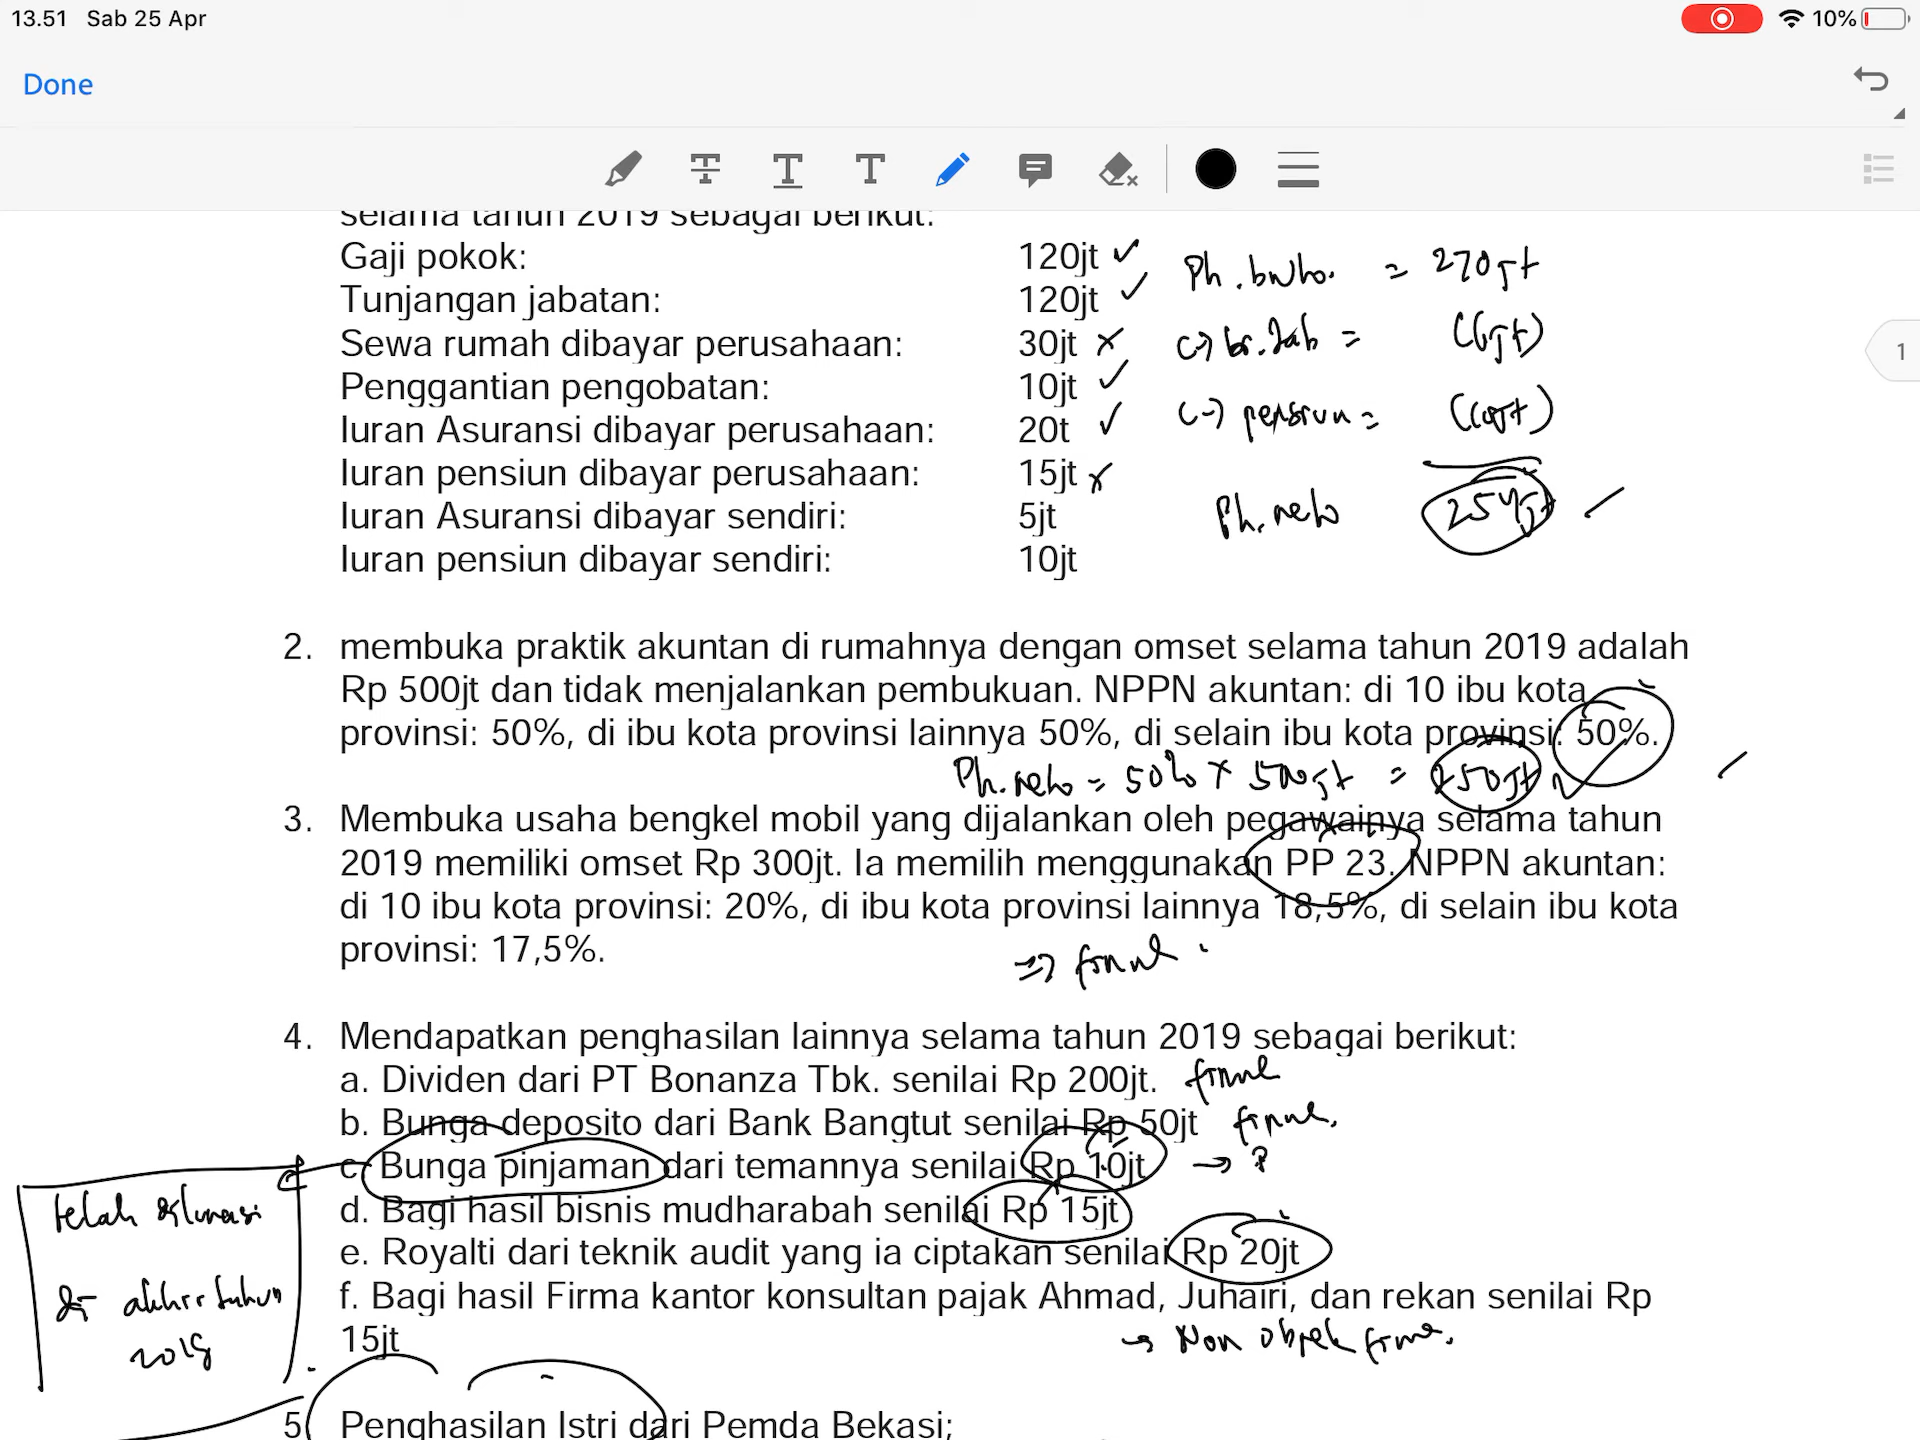 13.51 Sab 25 Apr
10%
Done
T T T
1
selama tahun 2019 sebagai berikut:
Gaji pokok: 120jt
Tunjangan jabatan: 120jt
Sewa rumah dibayar perusahaan: 30jt
Penggantian pengobatan: 10jt
Iuran Asuransi dibayar perusahaan: 20t
Iuran pensiun dibayar perusahaan: 15jt
Iuran Asuransi dibayar sendiri: 5jt
Iuran pensiun dibayar sendiri: 10jt
Ph. bruto. = 270jt
(-) br. Jab = (6jt)
(-) pensiun = (10jt)
Ph. neto 254jt
2. membuka praktik akuntan di rumahnya dengan omset selama tahun 2019 adalah
Rp 500jt dan tidak menjalankan pembukuan. NPPN akuntan: di 10 ibu kota
provinsi: 50%, di ibu kota provinsi lainnya 50%, di selain ibu kota provinsi: 50%.
Ph. neto = 50% x 500jt = 250jt
3. Membuka usaha bengkel mobil yang dijalankan oleh pegawainya selama tahun
2019 memiliki omset Rp 300jt. Ia memilih menggunakan PP 23. NPPN akuntan:
di 10 ibu kota provinsi: 20%, di ibu kota provinsi lainnya 18,5%, di selain ibu kota
provinsi: 17,5%.
=> final
4. Mendapatkan penghasilan lainnya selama tahun 2019 sebagai berikut:
a. Dividen dari PT Bonanza Tbk. senilai Rp 200jt. final
b. Bunga deposito dari Bank Bangtut senilai Rp 50jt final.
c. Bunga pinjaman dari temannya senilai Rp 10jt → ?
d. Bagi hasil bisnis mudharabah senilai Rp 15jt
e. Royalti dari teknik audit yang ia ciptakan senilai Rp 20jt
f. Bagi hasil Firma kantor konsultan pajak Ahmad, Juhairi, dan rekan senilai Rp
15jt → Non objek
telah dilunasi
di akhir tahun
5. Penghasilan Istri dari Pemda Bekasi;